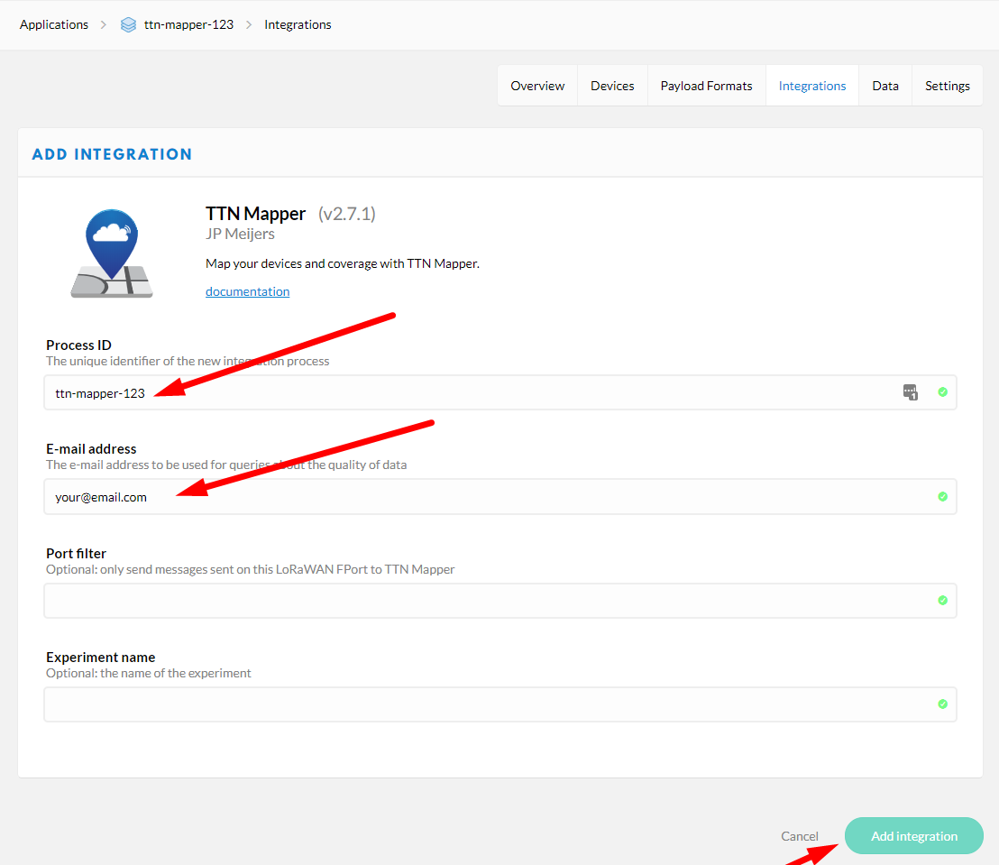 Applications > ttn-mapper-123 > Integrations
Overview Devices Payload Formats Integrations Data Settings
ADD INTEGRATION
TTN Mapper (v2.7.1)
JP Meijers
Map your devices and coverage with TTN Mapper.
documentation
Process ID
The unique identifier of the new integration process
ttn-mapper-123
1
E-mail address
The e-mail address to be used for queries about the quality of data
your@email.com
Port filter
Optional: only send messages sent on this LoRaWAN FPort to TTN Mapper
Experiment name
Optional: the name of the experiment
Cancel Add integration